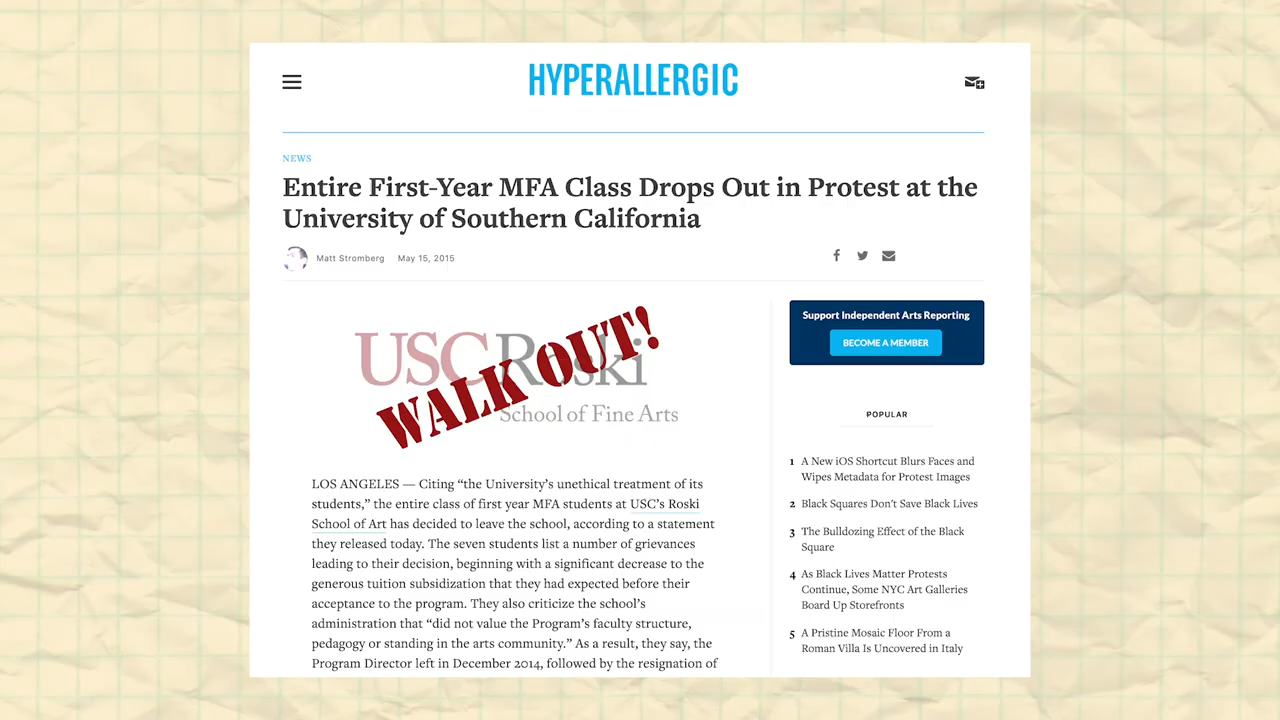 HYPERALLERGIC
NEWS
Entire First-Year MFA Class Drops Out in Protest at the
University of Southern California
Matt Stromberg May 15, 2015
USC Roski
School of Fine Arts
WALK OUT!
LOS ANGELES — Citing “the University’s unethical treatment of its
students,” the entire class of first year MFA students at USC’s Roski
School of Art has decided to leave the school, according to a statement
they released today. The seven students list a number of grievances
leading to their decision, beginning with a significant decrease to the
generous tuition subsidization that they had expected before their
acceptance to the program. They also criticize the school’s
administration that “did not value the Program’s faculty structure,
pedagogy or standing in the arts community.” As a result, they say, the
Program Director left in December 2014, followed by the resignation of
Support Independent Arts Reporting
BECOME A MEMBER
POPULAR
1 A New iOS Shortcut Blurs Faces and
Wipes Metadata for Protest Images
2 Black Squares Don't Save Black Lives
3 The Bulldozing Effect of the Black
Square
4 As Black Lives Matter Protests
Continue, Some NYC Art Galleries
Board Up Storefronts
5 A Pristine Mosaic Floor From a
Roman Villa Is Uncovered in Italy